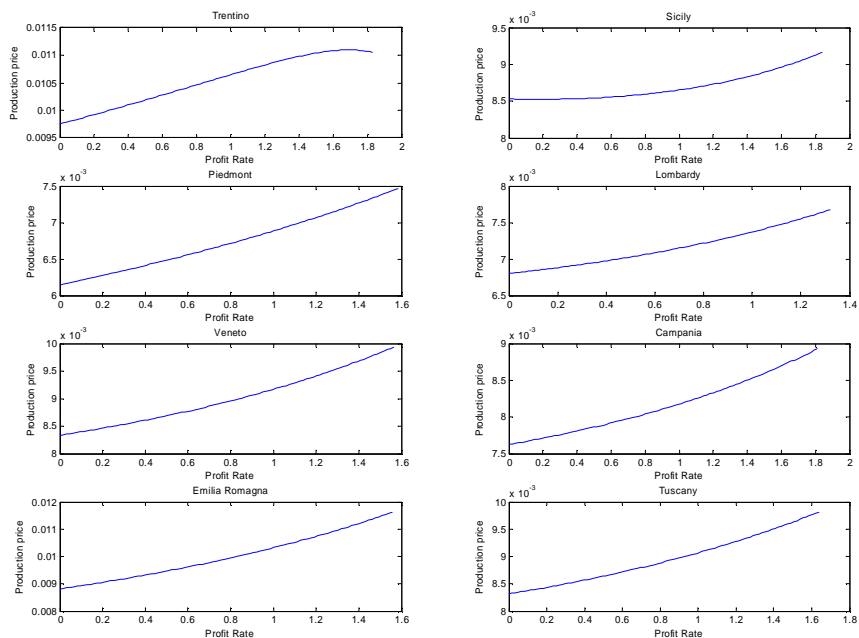 Trentino
0.0115
0.011
0.0105
0.01
0.0095
Production price
0 0.2 0.4 0.6 0.8 1 1.2 1.4 1.6 1.8 2
Profit Rate
Sicily
x 10^-3
9.5
9
8.5
8
Production price
0 0.2 0.4 0.6 0.8 1 1.2 1.4 1.6 1.8 2
Profit Rate
Piedmont
x 10^-3
7.5
7
6.5
6
Production price
0 0.2 0.4 0.6 0.8 1 1.2 1.4 1.6
Profit Rate
Lombardy
x 10^-3
8
7.5
7
6.5
Production price
0 0.2 0.4 0.6 0.8 1 1.2 1.4
Profit Rate
Veneto
x 10^-3
10
9.5
9
8.5
8
Production price
0 0.2 0.4 0.6 0.8 1 1.2 1.4 1.6
Profit Rate
Campania
x 10^-3
9
8.5
8
7.5
Production price
0 0.2 0.4 0.6 0.8 1 1.2 1.4 1.6 1.8 2
Profit Rate
Emilia Romagna
0.012
0.011
0.01
0.009
0.008
Production price
0 0.2 0.4 0.6 0.8 1 1.2 1.4 1.6
Profit Rate
Tuscany
x 10^-3
10
9.5
9
8.5
8
Production price
0 0.2 0.4 0.6 0.8 1 1.2 1.4 1.6 1.8
Profit Rate